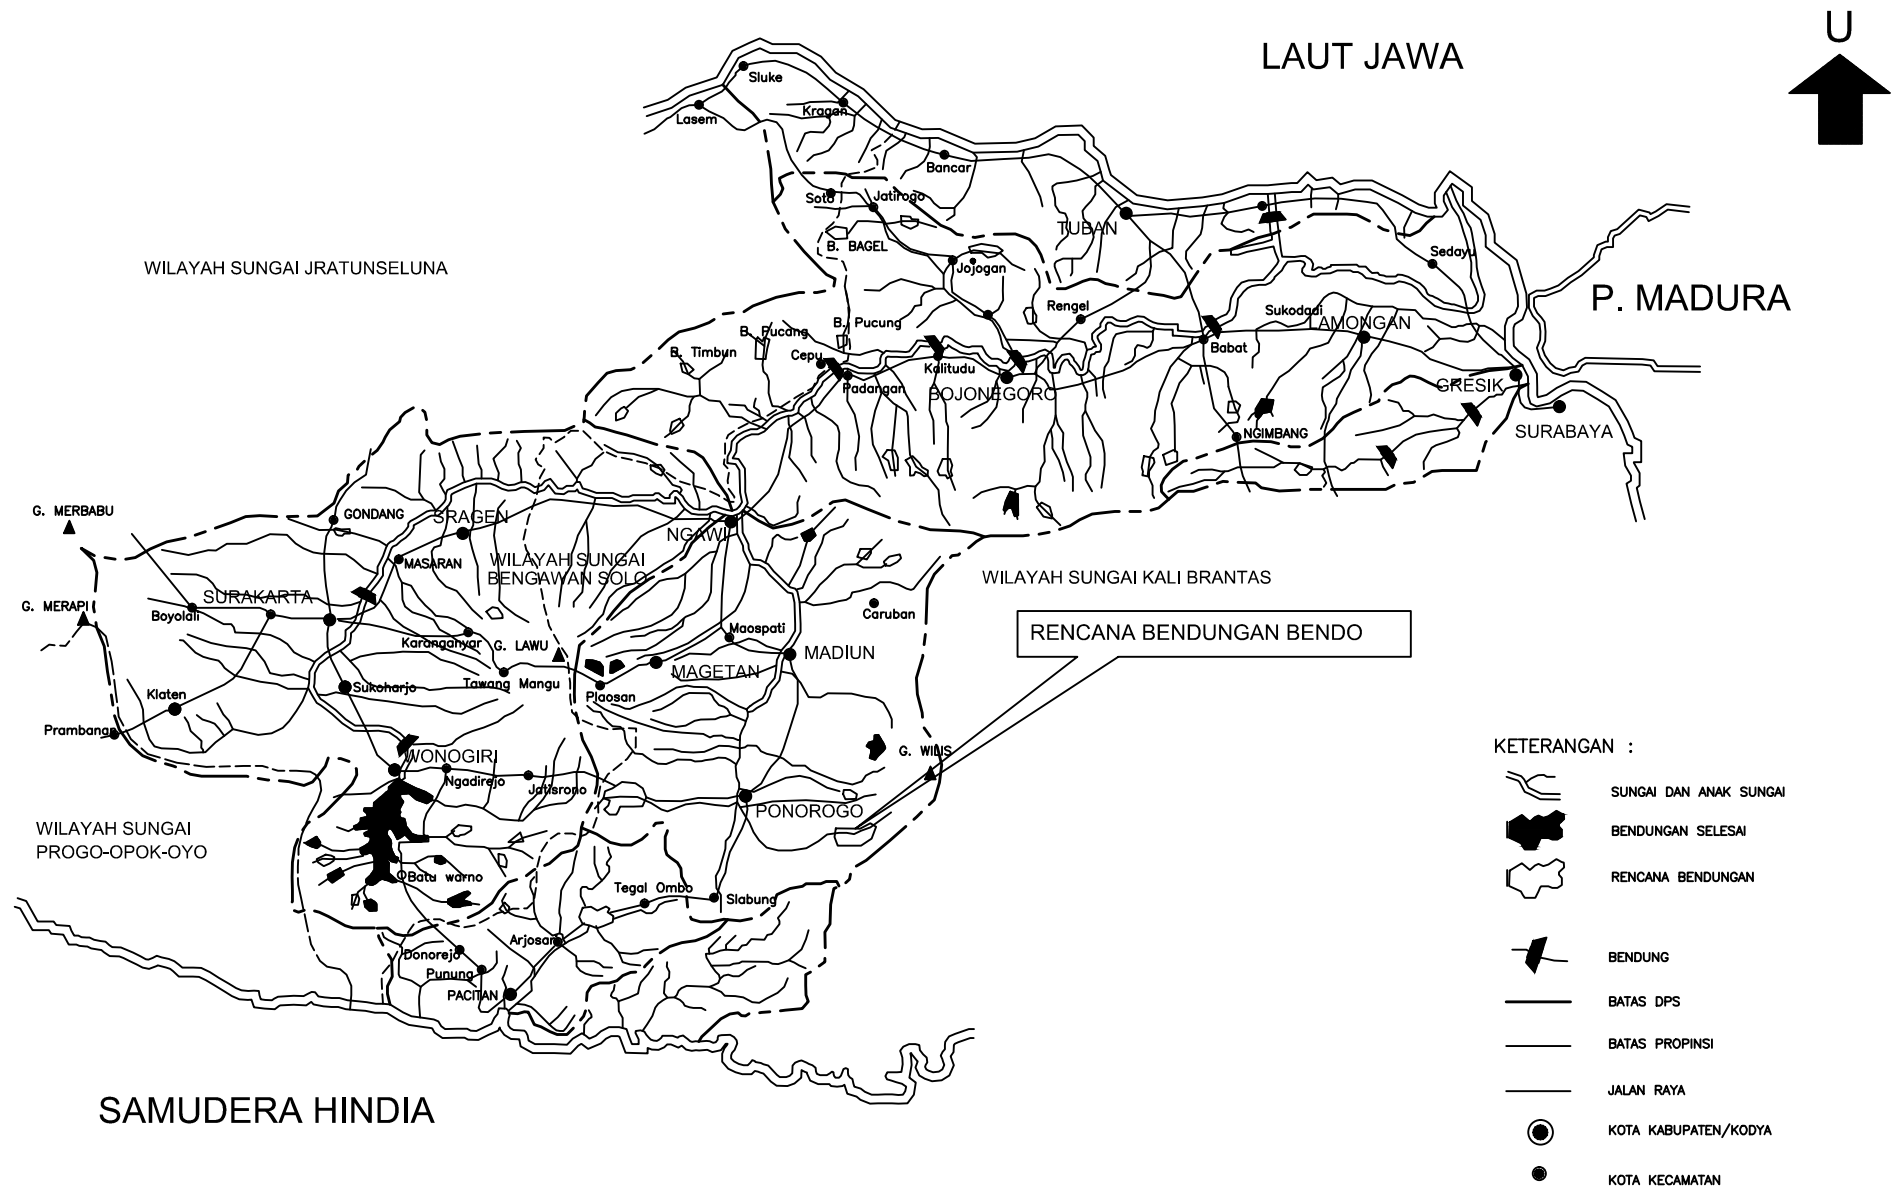 U
LAUT JAWA
Sluke
Kragan
Lasem
Bancar
Soto
Jatirogo
TUBAN
B. BAGEL
Sedayu
Jojogan
WILAYAH SUNGAI JRATUNSELUNA
P. MADURA
Rengel
Sukodadi
LAMONGAN
B. Pucang
B. Pucung
B. Timbun
Cepu
Kalitudu
Babat
Padangan
BOJONEGORO
GRESIK
SURABAYA
NGIMBANG
G. MERBABU
GONDANG
SRAGEN
NGAWI
MASARAN
WILAYAH SUNGAI
BENGAWAN SOLO
WILAYAH SUNGAI KALI BRANTAS
G. MERAPI
SURAKARTA
Boyolali
Caruban
Karanganyar
G. LAWU
Maospati
RENCANA BENDUNGAN BENDO
MADIUN
MAGETAN
Tawang Mangu
Plaosan
Sukoharjo
Klaten
Prambanan
G. WILIS
WONOGIRI
Ngadirejo
Jatisrono
PONOROGO
WILAYAH SUNGAI
PROGO-OPOK-OYO
Batu warno
D
Tegal Ombo
Slabung
Arjosari
Donorejo
Punung
PACITAN
SAMUDERA HINDIA
KETERANGAN :
SUNGAI DAN ANAK SUNGAI
BENDUNGAN SELESAI
RENCANA BENDUNGAN
BENDUNG
BATAS DPS
BATAS PROPINSI
JALAN RAYA
KOTA KABUPATEN/KODYA
KOTA KECAMATAN